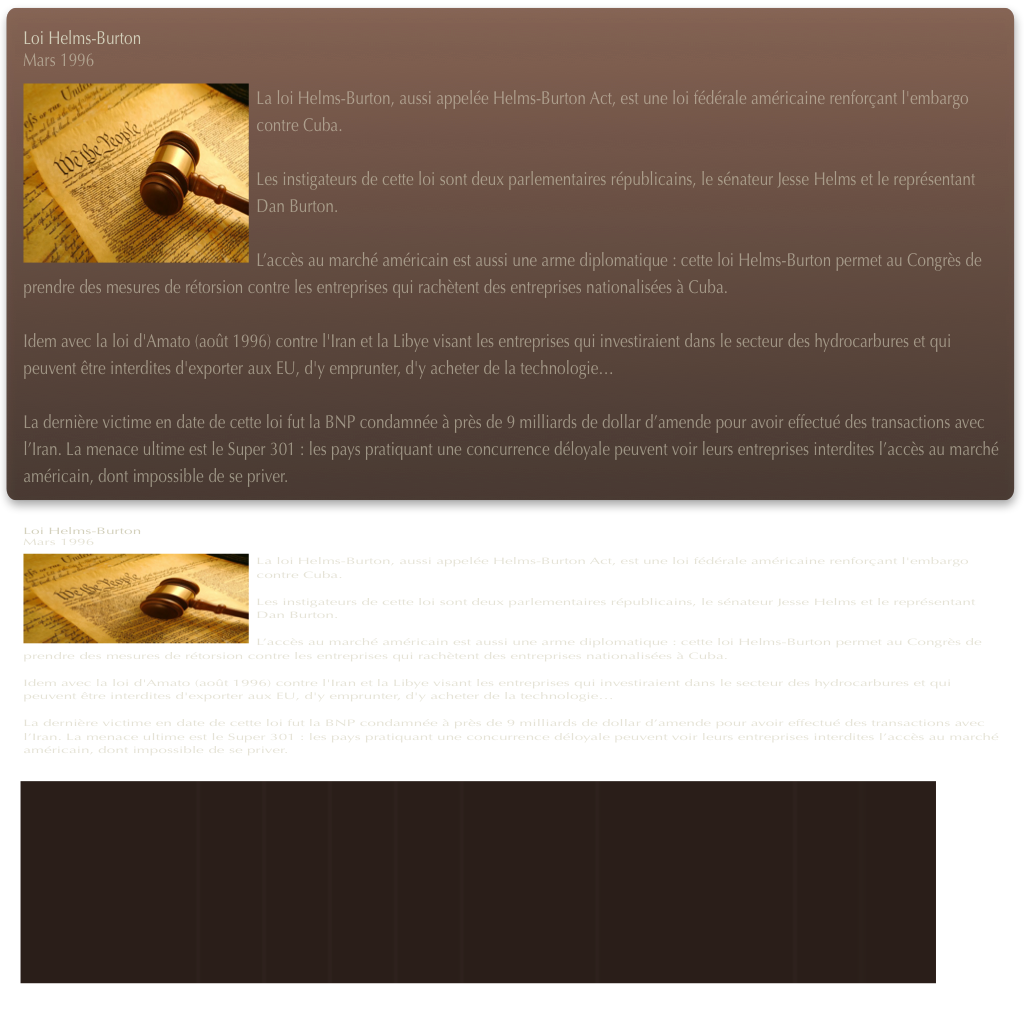 Loi Helms-Burton
Mars 1996
United
We the People
La loi Helms-Burton, aussi appelée Helms-Burton Act, est une loi fédérale américaine renforçant l'embargo
contre Cuba.
Les instigateurs de cette loi sont deux parlementaires républicains, le sénateur Jesse Helms et le représentant
Dan Burton.
L’accès au marché américain est aussi une arme diplomatique : cette loi Helms-Burton permet au Congrès de
prendre des mesures de rétorsion contre les entreprises qui rachètent des entreprises nationalisées à Cuba.
Idem avec la loi d'Amato (août 1996) contre l'Iran et la Libye visant les entreprises qui investiraient dans le secteur des hydrocarbures et qui
peuvent être interdites d'exporter aux EU, d'y emprunter, d'y acheter de la technologie…
La dernière victime en date de cette loi fut la BNP condamnée à près de 9 milliards de dollar d’amende pour avoir effectué des transactions avec
l’Iran. La menace ultime est le Super 301 : les pays pratiquant une concurrence déloyale peuvent voir leurs entreprises interdites l’accès au marché
américain, dont impossible de se priver.
Loi Helms-Burton
Mars 1996
We the People
La loi Helms-Burton, aussi appelée Helms-Burton Act, est une loi fédérale américaine renforçant l'embargo
contre Cuba.
Les instigateurs de cette loi sont deux parlementaires républicains, le sénateur Jesse Helms et le représentant
Dan Burton.
L’accès au marché américain est aussi une arme diplomatique : cette loi Helms-Burton permet au Congrès de
prendre des mesures de rétorsion contre les entreprises qui rachètent des entreprises nationalisées à Cuba.
Idem avec la loi d'Amato (août 1996) contre l'Iran et la Libye visant les entreprises qui investiraient dans le secteur des hydrocarbures et qui
peuvent être interdites d'exporter aux EU, d'y emprunter, d'y acheter de la technologie…
La dernière victime en date de cette loi fut la BNP condamnée à près de 9 milliards de dollar d’amende pour avoir effectué des transactions avec
l’Iran. La menace ultime est le Super 301 : les pays pratiquant une concurrence déloyale peuvent voir leurs entreprises interdites l’accès au marché
américain, dont impossible de se priver.